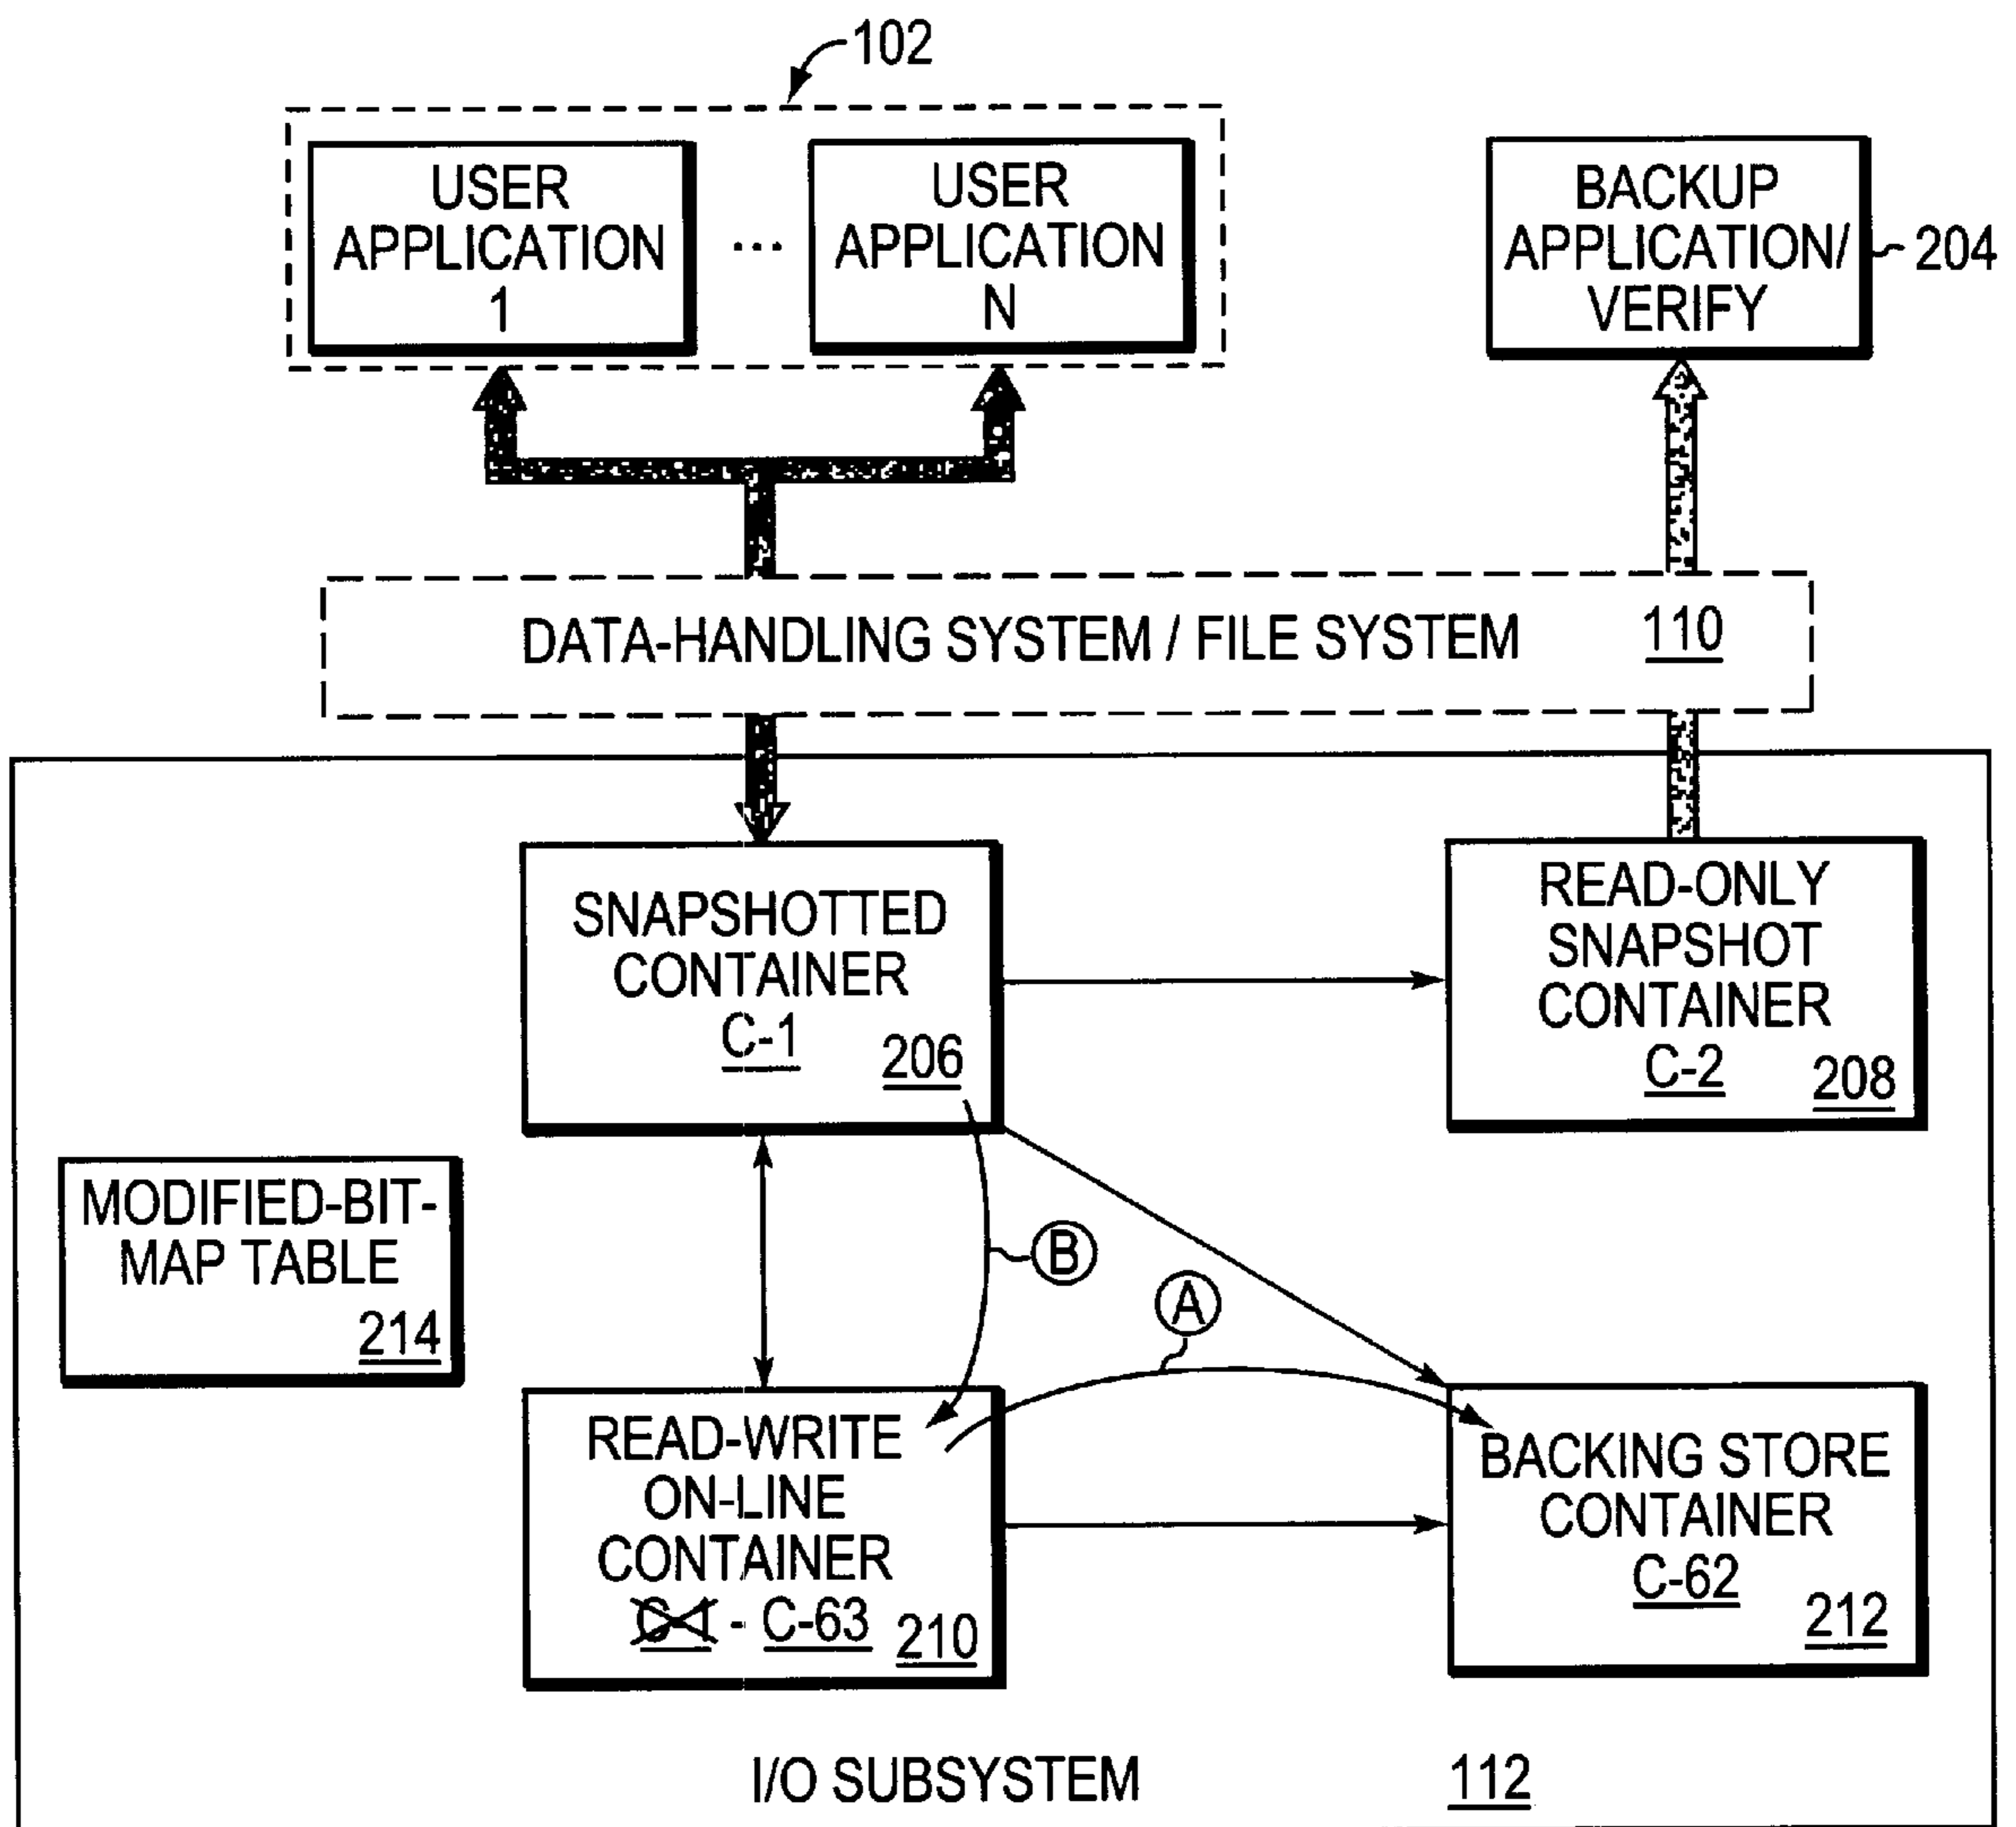 102
USER
APPLICATION
1
...
USER
APPLICATION
N
BACKUP
APPLICATION/
VERIFY
204
DATA-HANDLING SYSTEM / FILE SYSTEM 110
SNAPSHOTTED
CONTAINER
C-1
206
READ-ONLY
SNAPSHOT
CONTAINER
C-2
208
MODIFIED-BIT-
MAP TABLE
214
B
A
READ-WRITE
ON-LINE
CONTAINER
C-1 - C-63
210
BACKING STORE
CONTAINER
C-62
212
I/O SUBSYSTEM 112